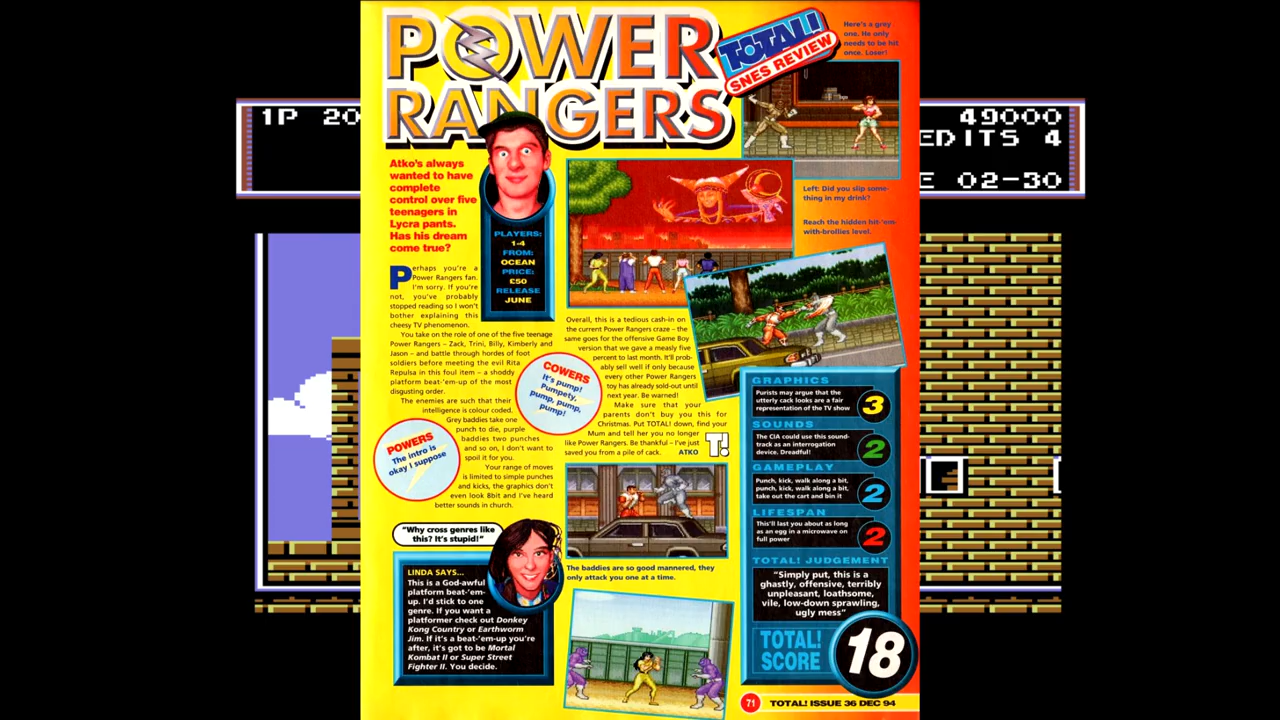 1P 20
49000
EDITS 4
E 02-30
POWER
RANGERS
TOTAL!
SNES REVIEW
Here's a grey
one. He only
needs to be hit
once. Loser!
Atko's always
wanted to have
complete
control over five
teenagers in
Lycra pants.
Has his dream
come true?
PLAYERS:
1-4
FROM:
OCEAN
PRICE:
£50
RELEASE
JUNE
Left: Did you slip some-
thing in my drink?
Reach the hidden hit-'em-
with-brollies level.
Perhaps you're a
Power Rangers fan.
I'm sorry. If you're
not, you've probably
stopped reading so I won't
bother explaining this
cheesy TV phenomenon.
You take on the role of one of the five teenage
Power Rangers – Zack, Trini, Billy, Kimberly and
Jason – and battle through hordes of foot
soldiers before meeting the evil Rita
Repulsa in this foul item – a shoddy
platform beat-'em-up of the most
disgusting order.
The enemies are such that their
intelligence is colour coded.
Grey baddies take one
punch to die, purple
baddies two punches
and so on, I don't want to
spoil it for you.
Your range of moves
is limited to simple punches
and kicks, the graphics don't
even look 8bit and I've heard
better sounds in church.
POWERS
The intro is
okay I suppose
COWERS
It's pump!
Pumpety,
pump, pump,
pump!
Overall, this is a tedious cash-in on
the current Power Rangers craze – the
same goes for the offensive Game Boy
version that we gave a measly five
percent to last month. It'll prob-
ably sell well if only because
every other Power Rangers
toy has already sold-out until
next year. Be warned!
Make sure that your
parents don't buy you this for
Christmas. Put TOTAL! down, find your
Mum and tell her you no longer
like Power Rangers. Be thankful – I've just
saved you from a pile of cack. ATKO
T!
"Why cross genres like
this? It's stupid!"
LINDA SAYS...
This is a God-awful
platform beat-'em-
up. I'd stick to one
genre. If you want a
platformer check out Donkey
Kong Country or Earthworm
Jim. If it's a beat-'em-up you're
after, it's got to be Mortal
Kombat II or Super Street
Fighter II. You decide.
The baddies are so good mannered, they
only attack you one at a time.
GRAPHICS
Purists may argue that the
utterly cack looks are a fair
representation of the TV show
3
SOUNDS
The CIA could use this sound-
track as an interrogation
device. Dreadful!
2
GAMEPLAY
Punch, kick, walk along a bit,
punch, kick, walk along a bit,
take out the cart and bin it
2
LIFESPAN
This'll last you about as long
as an egg in a microwave on
full power
2
TOTAL! JUDGEMENT
"Simply put, this is a
ghastly, offensive, terribly
unpleasant, loathsome,
vile, low-down sprawling,
ugly mess"
TOTAL!
SCORE
18
71 TOTAL! ISSUE 36 DEC 94